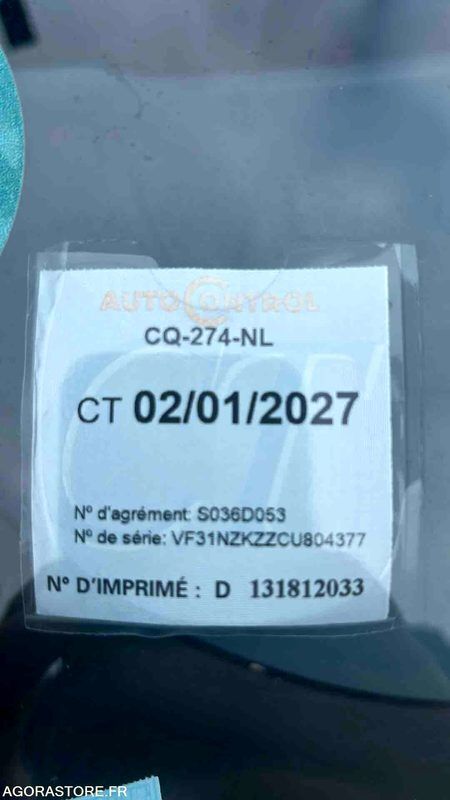 AUTOCONTROL
CQ-274-NL
CT 02/01/2027
N° d'agrément: S036D053
N° de série: VF31NZKZZCU804377
N° D'IMPRIMÉ : D 131812033
AGORASTORE.FR